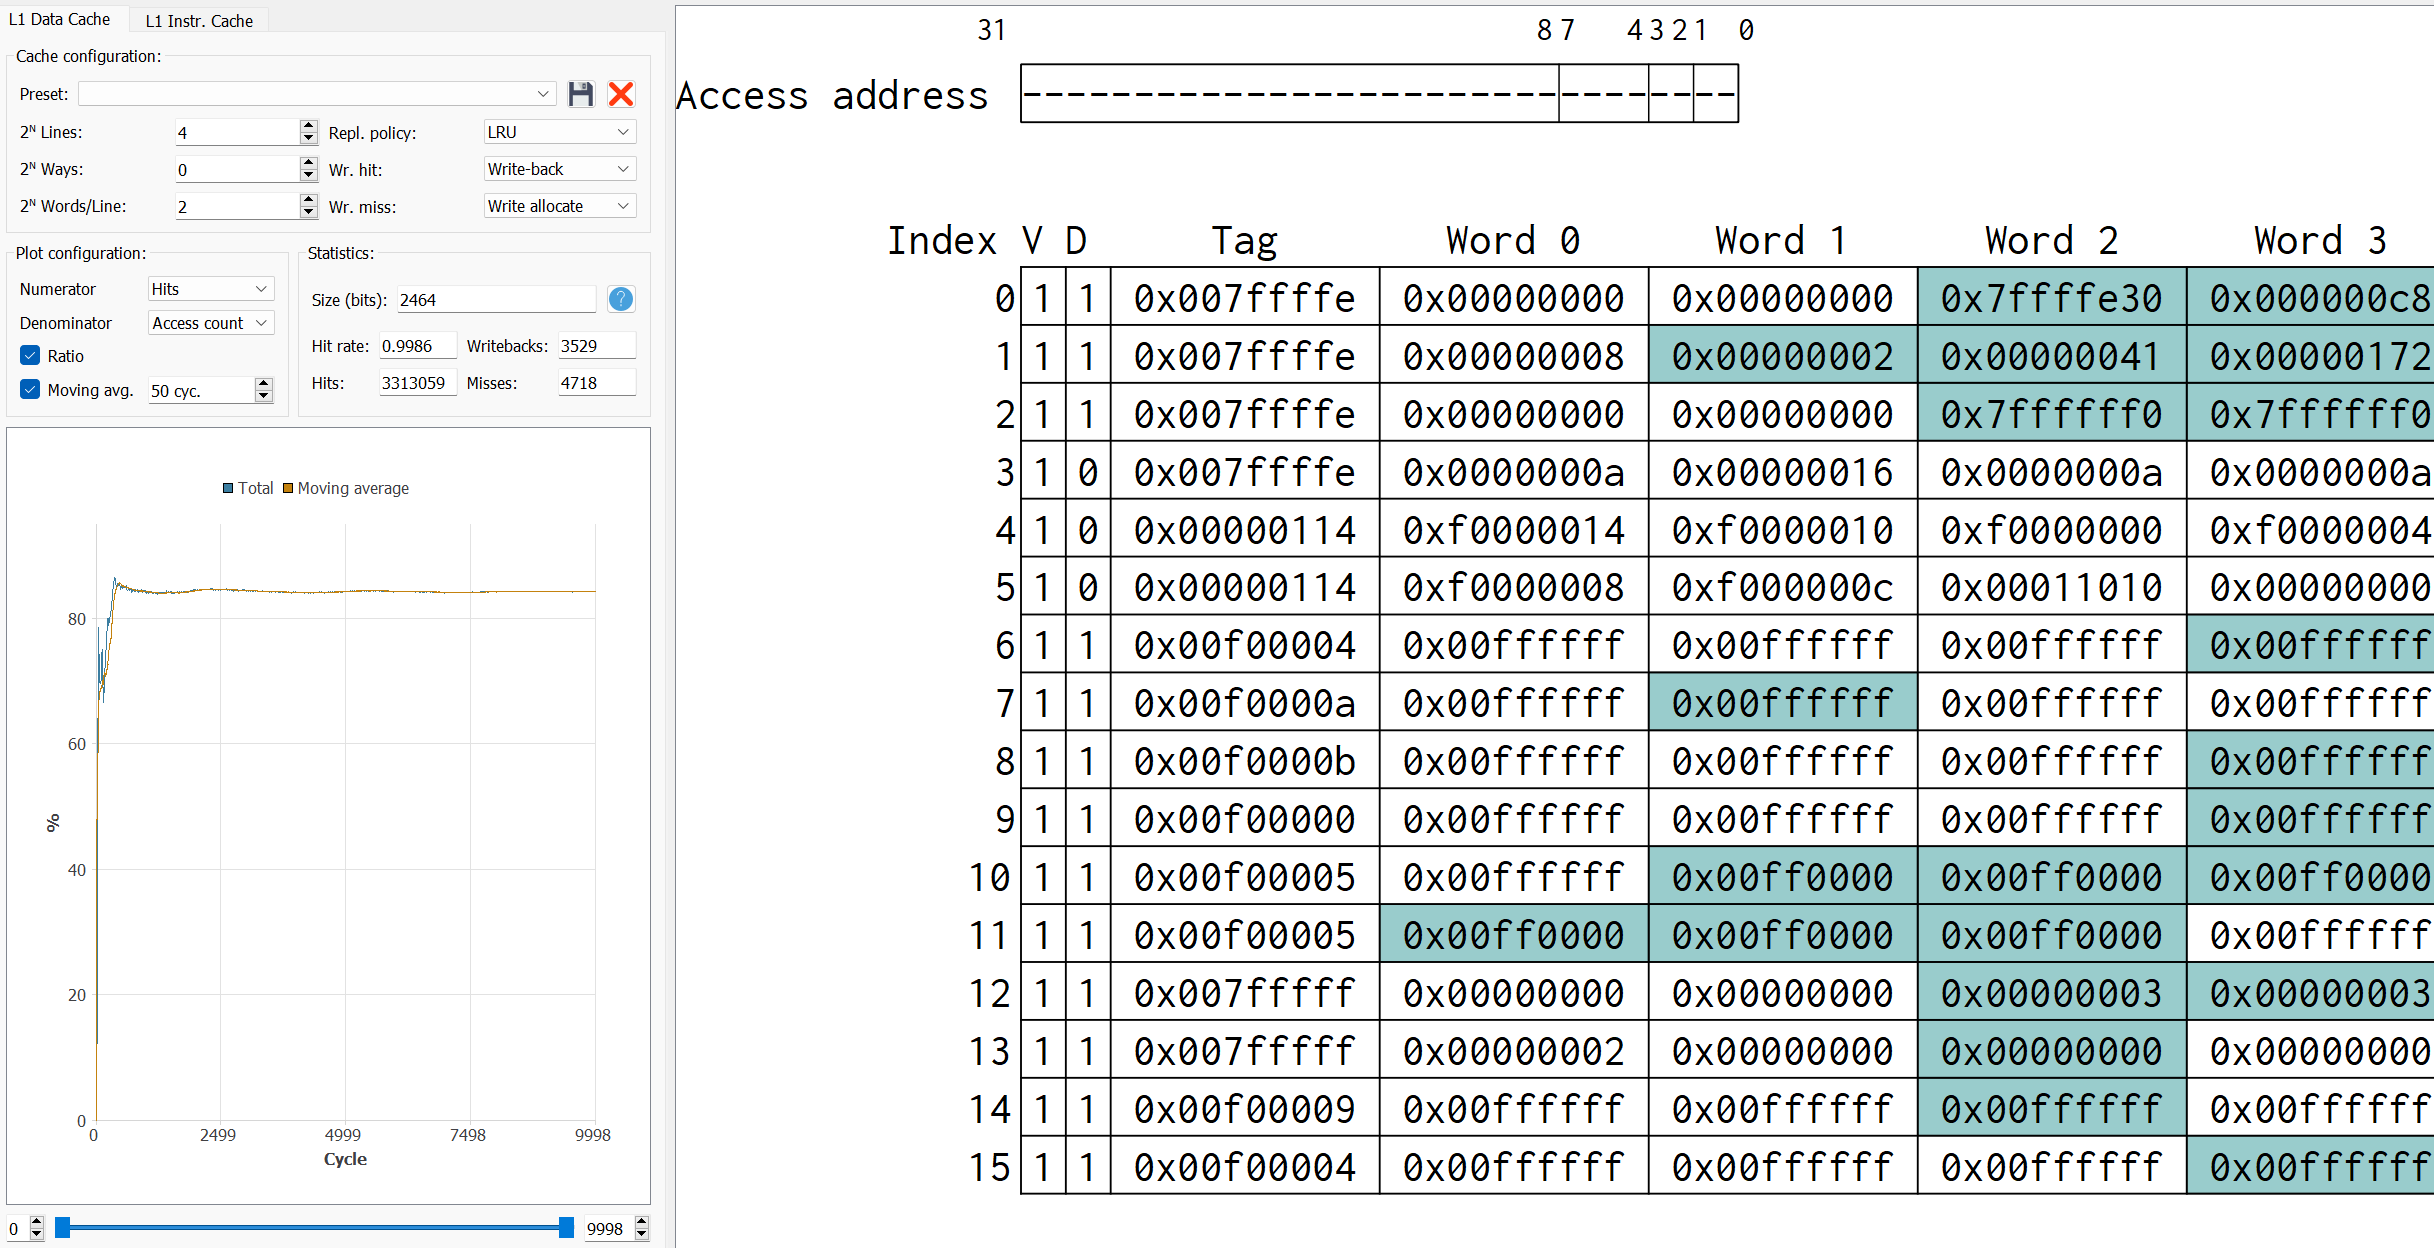 L1 Data Cache L1 Instr. Cache
Cache configuration:
Preset:
2ᴺ Lines: 4 Repl. policy: LRU
2ᴺ Ways: 0 Wr. hit: Write-back
2ᴺ Words/Line: 2 Wr. miss: Write allocate
Plot configuration:
Numerator Hits
Denominator Access count
Ratio
Moving avg. 50 cyc.
Statistics:
Size (bits): 2464 ?
Hit rate: 0.9986 Writebacks: 3529
Hits: 3313059 Misses: 4718
Total Moving average
80
60
%
40
20
0
0 2499 4999 7498 9998
Cycle
0 9998
31 8 7 4 3 2 1 0
Access address --------------------------------
Index V D Tag Word 0 Word 1 Word 2 Word 3
0 1 1 0x007ffffe 0x00000000 0x00000000 0x7ffffe30 0x000000c8
1 1 1 0x007ffffe 0x00000008 0x00000002 0x00000041 0x00000172
2 1 1 0x007ffffe 0x00000000 0x00000000 0x7ffffff0 0x7ffffff0
3 1 0 0x007ffffe 0x0000000a 0x00000016 0x0000000a 0x0000000a
4 1 0 0x00000114 0xf0000014 0xf0000010 0xf0000000 0xf0000004
5 1 0 0x00000114 0xf0000008 0xf000000c 0x00011010 0x00000000
6 1 1 0x00f00004 0x00ffffff 0x00ffffff 0x00ffffff 0x00ffffff
7 1 1 0x00f0000a 0x00ffffff 0x00ffffff 0x00ffffff 0x00ffffff
8 1 1 0x00f0000b 0x00ffffff 0x00ffffff 0x00ffffff 0x00ffffff
9 1 1 0x00f00000 0x00ffffff 0x00ffffff 0x00ffffff 0x00ffffff
10 1 1 0x00f00005 0x00ffffff 0x00ff0000 0x00ff0000 0x00ff0000
11 1 1 0x00f00005 0x00ff0000 0x00ff0000 0x00ff0000 0x00ffffff
12 1 1 0x007fffff 0x00000000 0x00000000 0x00000003 0x00000003
13 1 1 0x007fffff 0x00000002 0x00000000 0x00000000 0x00000000
14 1 1 0x00f00009 0x00ffffff 0x00ffffff 0x00ffffff 0x00ffffff
15 1 1 0x00f00004 0x00ffffff 0x00ffffff 0x00ffffff 0x00ffffff